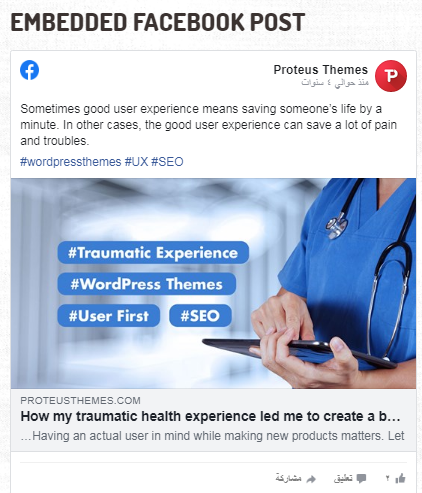 EMBEDDED FACEBOOK POST
Proteus Themes
منذ حوالي ٤ سنوات
Sometimes good user experience means saving someone's life by a
minute. In other cases, the good user experience can save a lot of pain
and troubles.
#wordpressthemes #UX #SEO
#Traumatic Experience
#WordPress Themes
#User First #SEO
PROTEUSTHEMES.COM
How my traumatic health experience led me to create a b...
...Having an actual user in mind while making new products matters. Let
٢ تعليق مشاركة